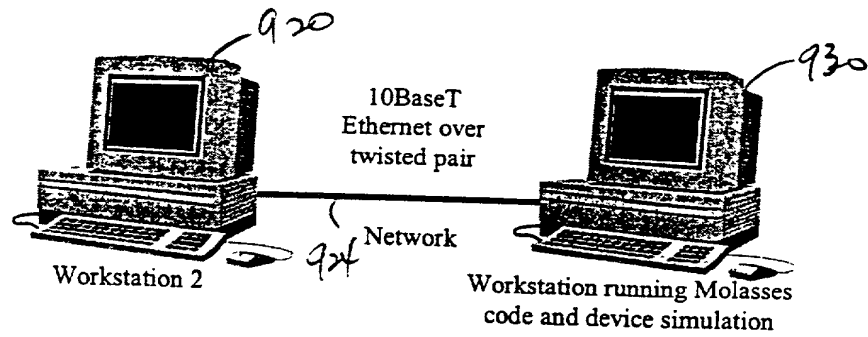 920
930
10BaseT
Ethernet over
twisted pair
924
Network
Workstation 2
Workstation running Molasses
code and device simulation